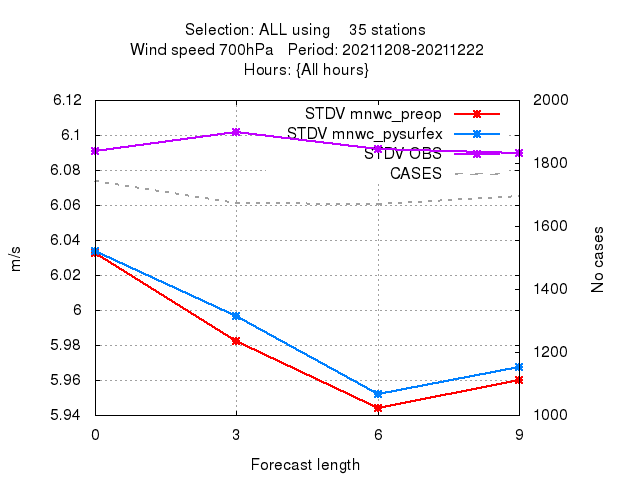 Selection: ALL using    35 stations
Wind speed 700hPa   Period: 20211208-20211222
Hours: {All hours}
6.12
6.1
6.08
6.06
6.04
6.02
6
5.98
5.96
5.94
m/s
STDV mnwc_preop
STDV mnwc_pysurfex
STDV OBS
CASES
2000
1800
1600
1400
1200
1000
No cases
0 3 6 9
Forecast length